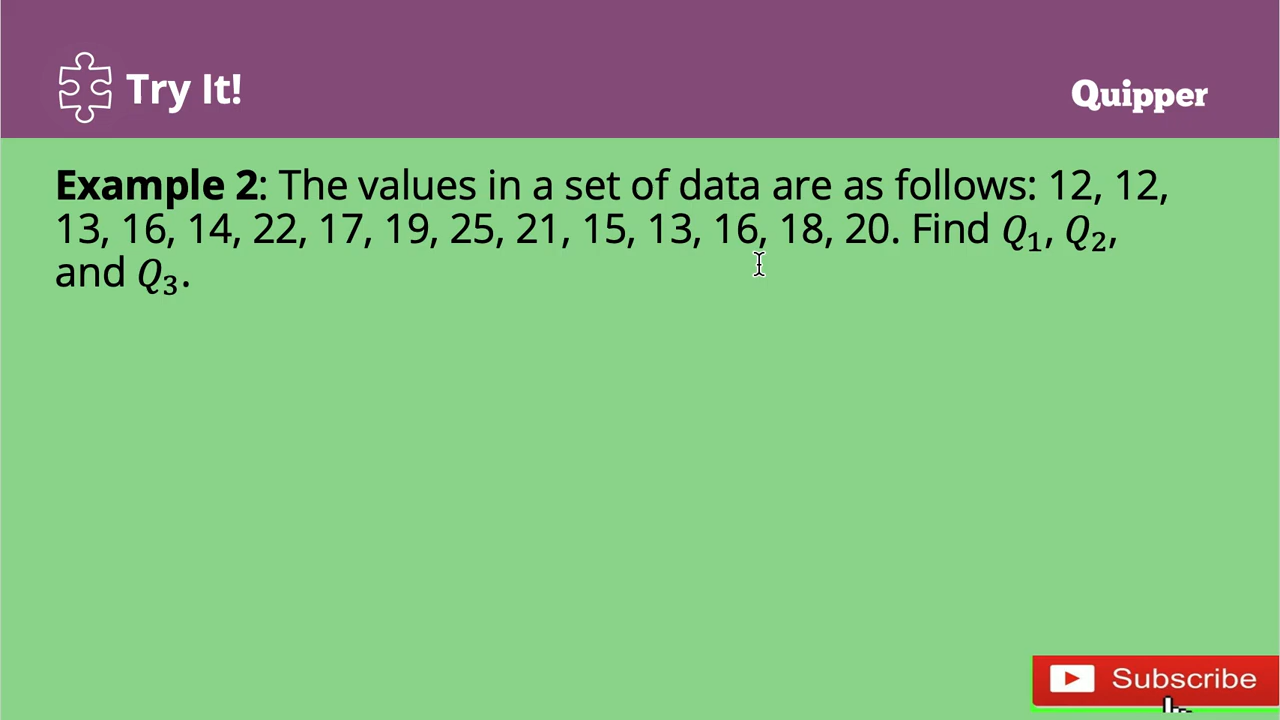 Try It!
Quipper
Example 2: The values in a set of data are as follows: 12, 12,
13, 16, 14, 22, 17, 19, 25, 21, 15, 13, 16, 18, 20. Find Q₁, Q₂,
and Q₃.
Subscribe